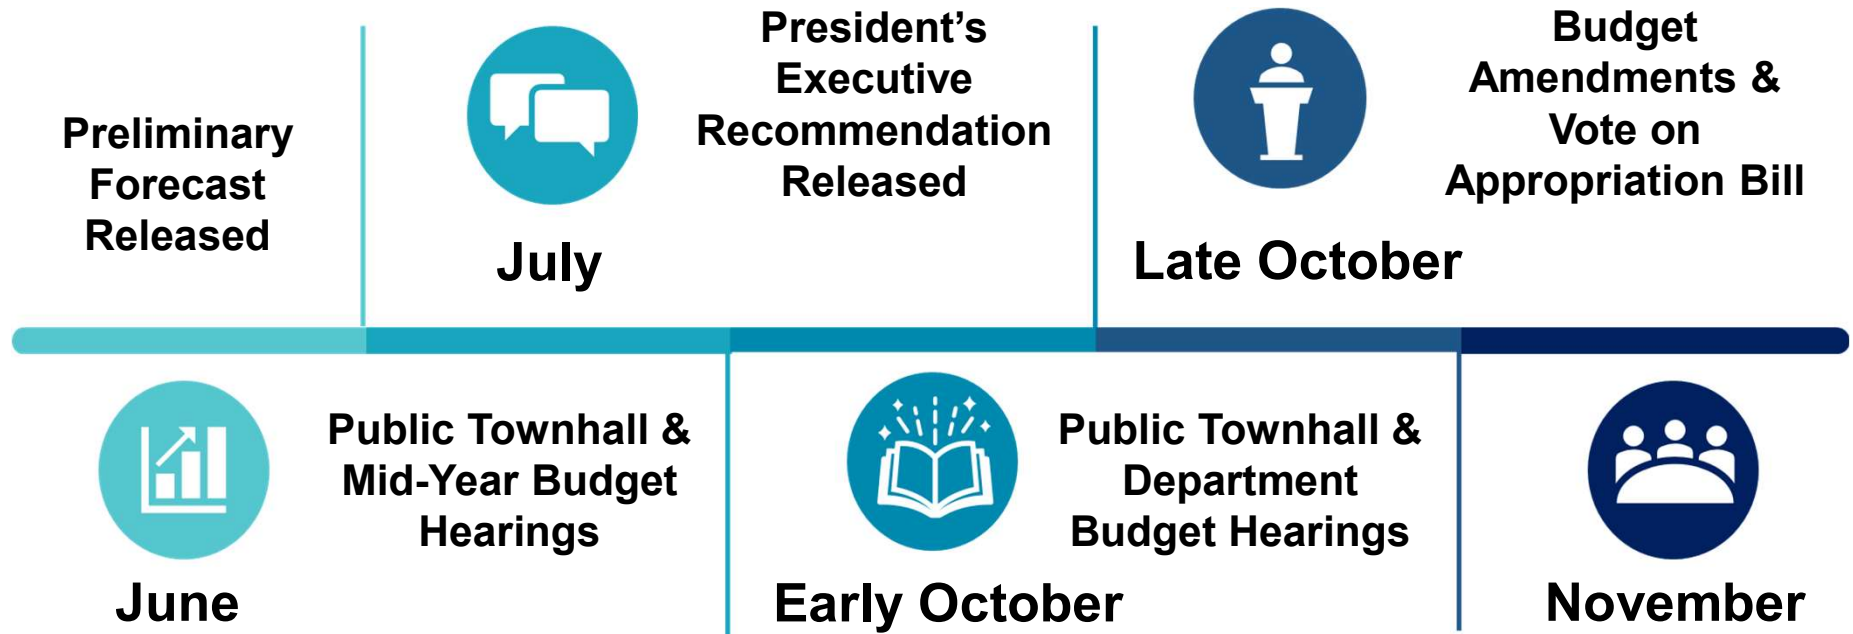 Preliminary
Forecast
Released
June
Public Townhall &
Mid-Year Budget
Hearings
July
President’s
Executive
Recommendation
Released
Early October
Public Townhall &
Department
Budget Hearings
Late October
Budget
Amendments &
Vote on
Appropriation Bill
November